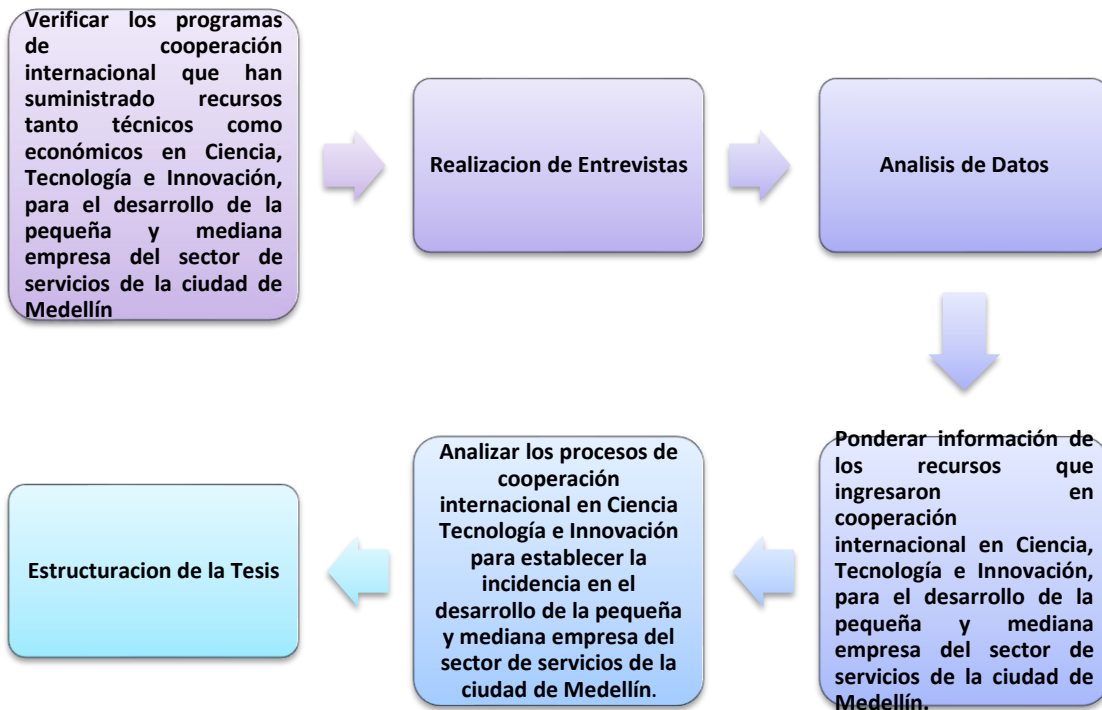 Verificar los programas
de cooperación
internacional que han
suministrado recursos
tanto técnicos como
económicos en Ciencia,
Tecnología e Innovación,
para el desarrollo de la
pequeña y mediana
empresa del sector de
servicios de la ciudad de
Medellín
Realizacion de Entrevistas
Analisis de Datos
Ponderar información de
los recursos que
ingresaron en
cooperación
internacional en Ciencia,
Tecnología e Innovación,
para el desarrollo de la
pequeña y mediana
empresa del sector de
servicios de la ciudad de
Medellín.
Analizar los procesos de
cooperación
internacional en Ciencia
Tecnología e Innovación
para establecer la
incidencia en el
desarrollo de la pequeña
y mediana empresa del
sector de servicios de la
ciudad de Medellín.
Estructuracion de la Tesis